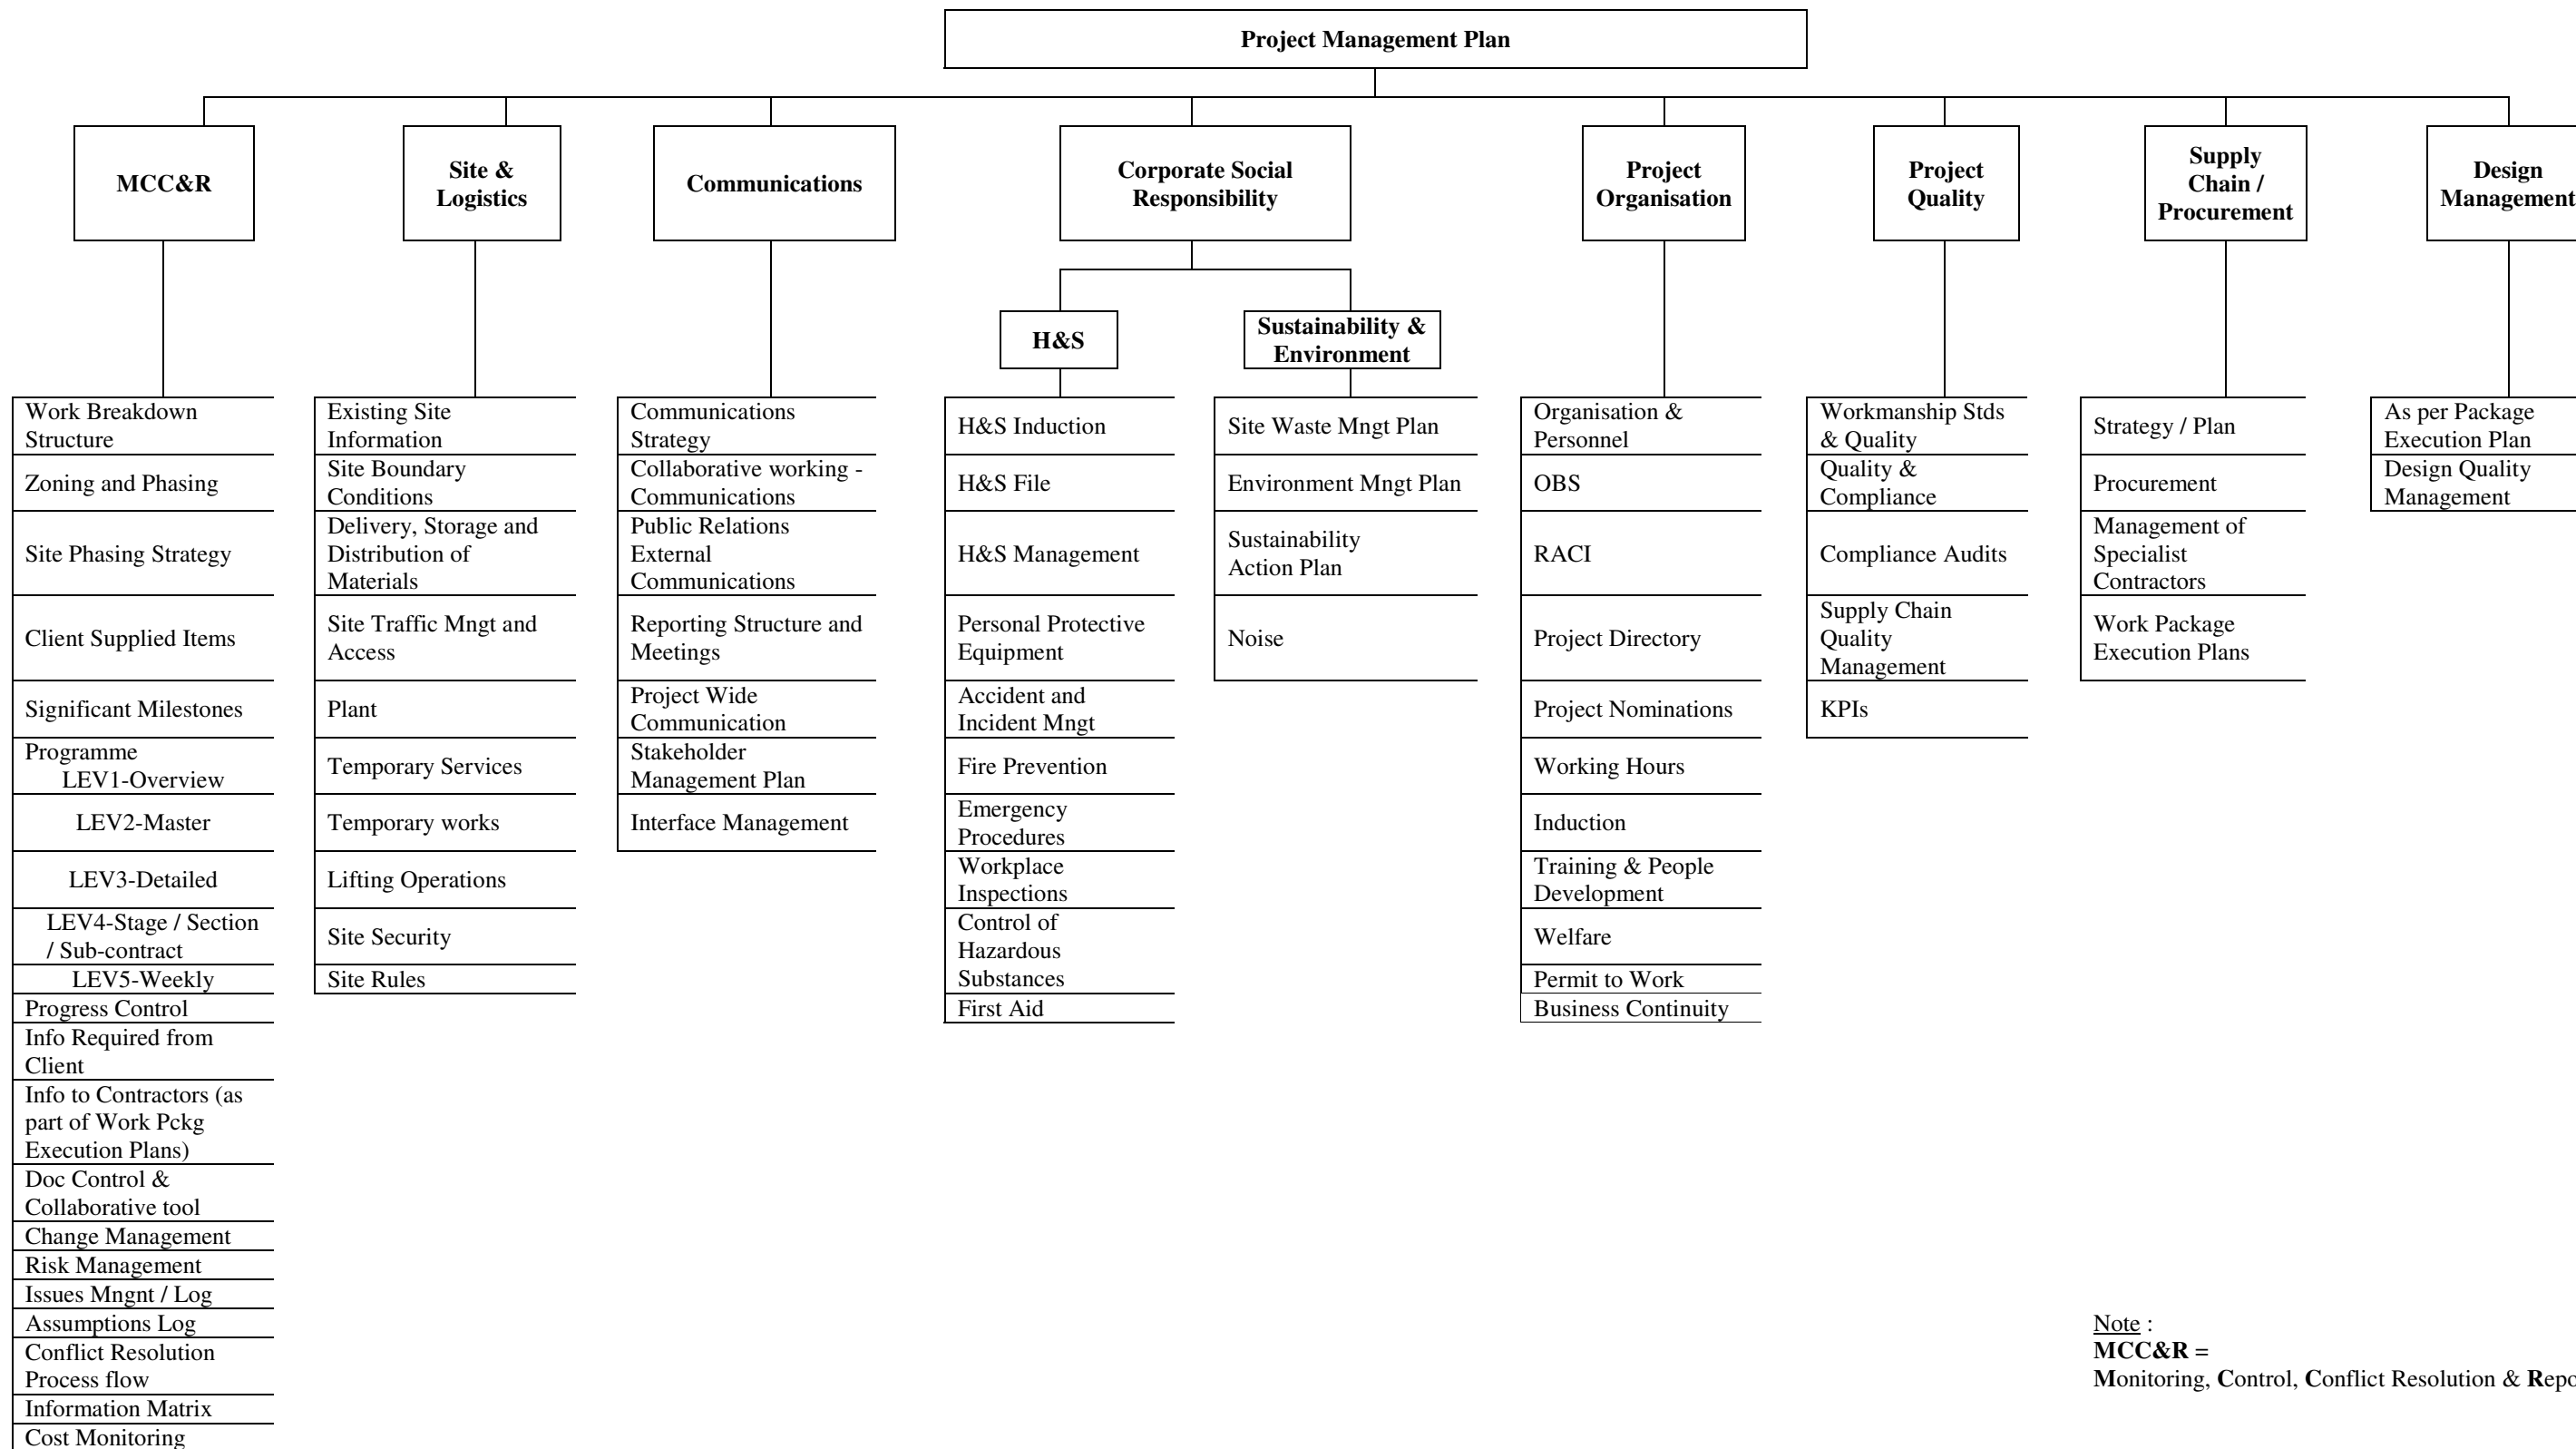 Project Management Plan
MCC&R
Site &
Logistics
Communications
Corporate Social
Responsibility
Project
Organisation
Project
Quality
Supply
Chain /
Procurement
Design
Management
H&S
Sustainability &
Environment
Work Breakdown
Structure
Zoning and Phasing
Site Phasing Strategy
Client Supplied Items
Significant Milestones
Programme
LEV1-Overview
LEV2-Master
LEV3-Detailed
LEV4-Stage / Section
/ Sub-contract
LEV5-Weekly
Progress Control
Info Required from
Client
Info to Contractors (as
part of Work Pckg
Execution Plans)
Doc Control &
Collaborative tool
Change Management
Risk Management
Issues Mngnt / Log
Assumptions Log
Conflict Resolution
Process flow
Information Matrix
Cost Monitoring
Existing Site
Information
Site Boundary
Conditions
Delivery, Storage and
Distribution of
Materials
Site Traffic Mngt and
Access
Plant
Temporary Services
Temporary works
Lifting Operations
Site Security
Site Rules
Communications
Strategy
Collaborative working -
Communications
Public Relations
External
Communications
Reporting Structure and
Meetings
Project Wide
Communication
Stakeholder
Management Plan
Interface Management
H&S Induction
H&S File
H&S Management
Personal Protective
Equipment
Accident and
Incident Mngt
Fire Prevention
Emergency
Procedures
Workplace
Inspections
Control of
Hazardous
Substances
First Aid
Site Waste Mngt Plan
Environment Mngt Plan
Sustainability
Action Plan
Noise
Organisation &
Personnel
OBS
RACI
Project Directory
Project Nominations
Working Hours
Induction
Training & People
Development
Welfare
Permit to Work
Business Continuity
Workmanship Stds
& Quality
Quality &
Compliance
Compliance Audits
Supply Chain
Quality
Management
KPIs
Strategy / Plan
Procurement
Management of
Specialist
Contractors
Work Package
Execution Plans
As per Package
Execution Plan
Design Quality
Management
Note :
MCC&R =
Monitoring, Control, Conflict Resolution & Repo